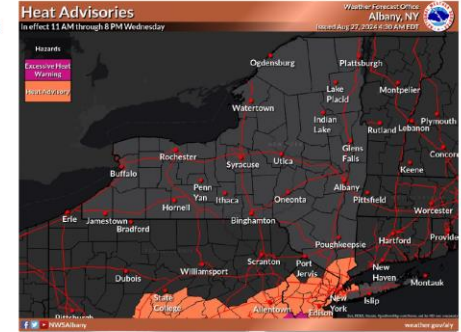 Heat Advisories
In effect 11 AM through 8 PM Wednesday
Weather Forecast Office
Albany, NY
Issued Aug 27, 2024 4:30 AM EDT
Hazards
Excessive Heat
Warning
Heat Advisory
Ogdensburg
Plattsburgh
Lake
Placid
Montpelier
Watertown
Indian
Lake
Rutland
Lebanon
Plymouth
Rochester
Syracuse
Utica
Glens
Falls
Concor
Buffalo
Keene
Penn
Yan
Ithaca
Oneonta
Albany
Pittsfield
Hornell
Worcester
Erie
Jamestown
Binghamton
Bradford
Poughkeepsie
Hartford
Provide
Scranton
Port
Jervis
New
Haven
Montauk
Dubois
Williamsport
State
College
Allentown
Edison
New
York
Islip
Pittsburgh
NWSAlbany
weather.gov/aly